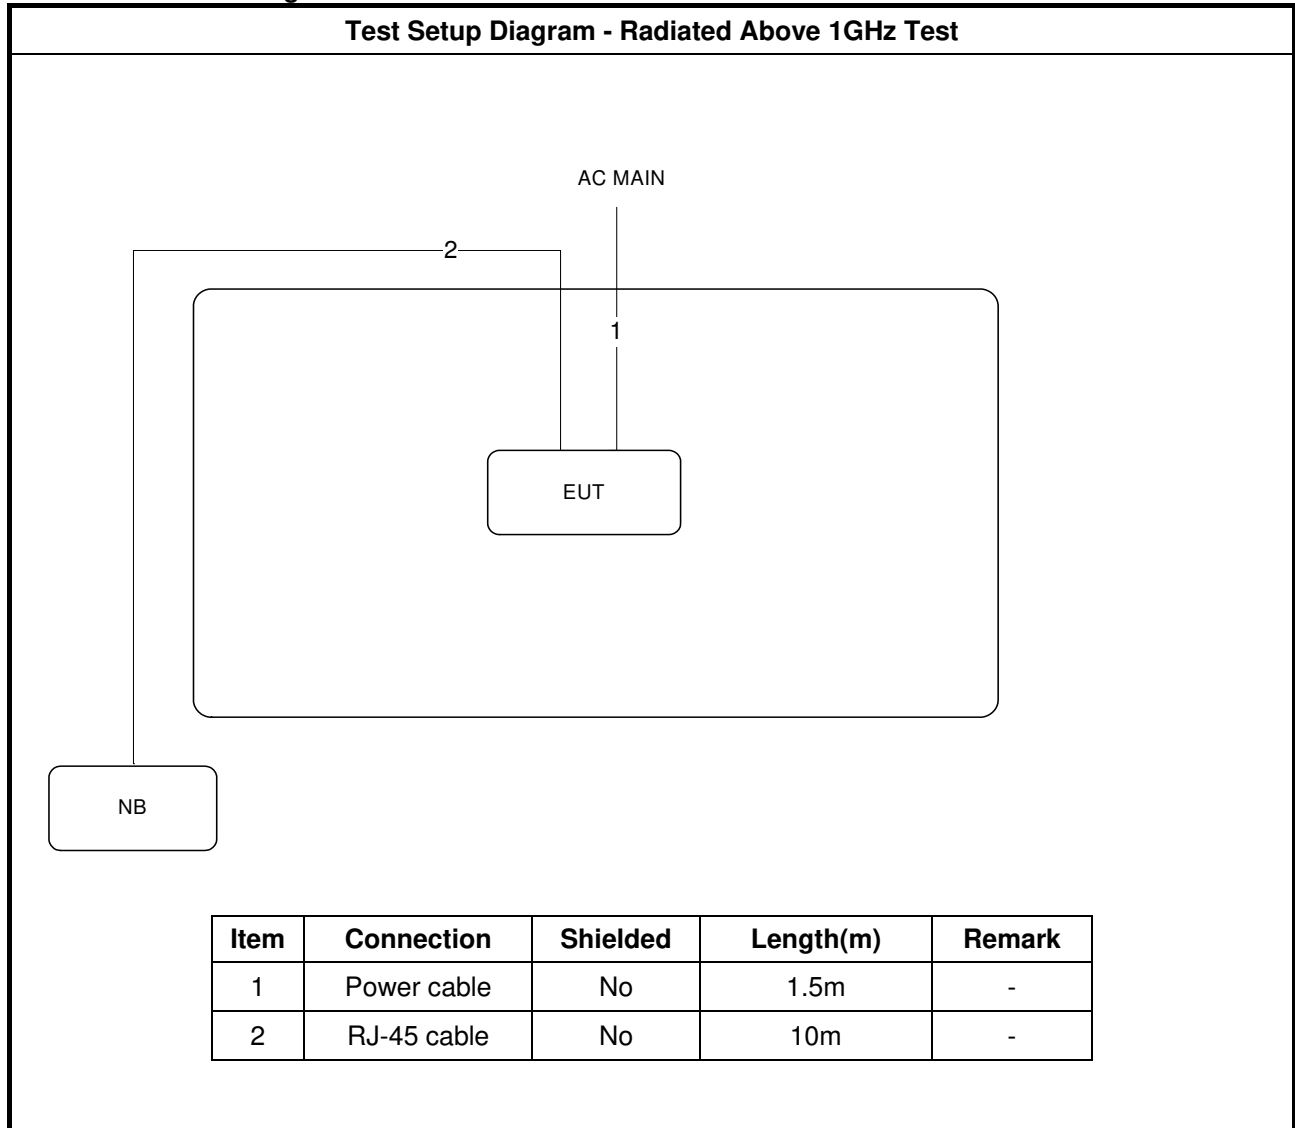 Test Setup Diagram - Radiated Above 1GHz Test
AC MAIN
2
1
EUT
NB
Item Connection Shielded Length(m) Remark
1 Power cable No 1.5m -
2 RJ-45 cable No 10m -